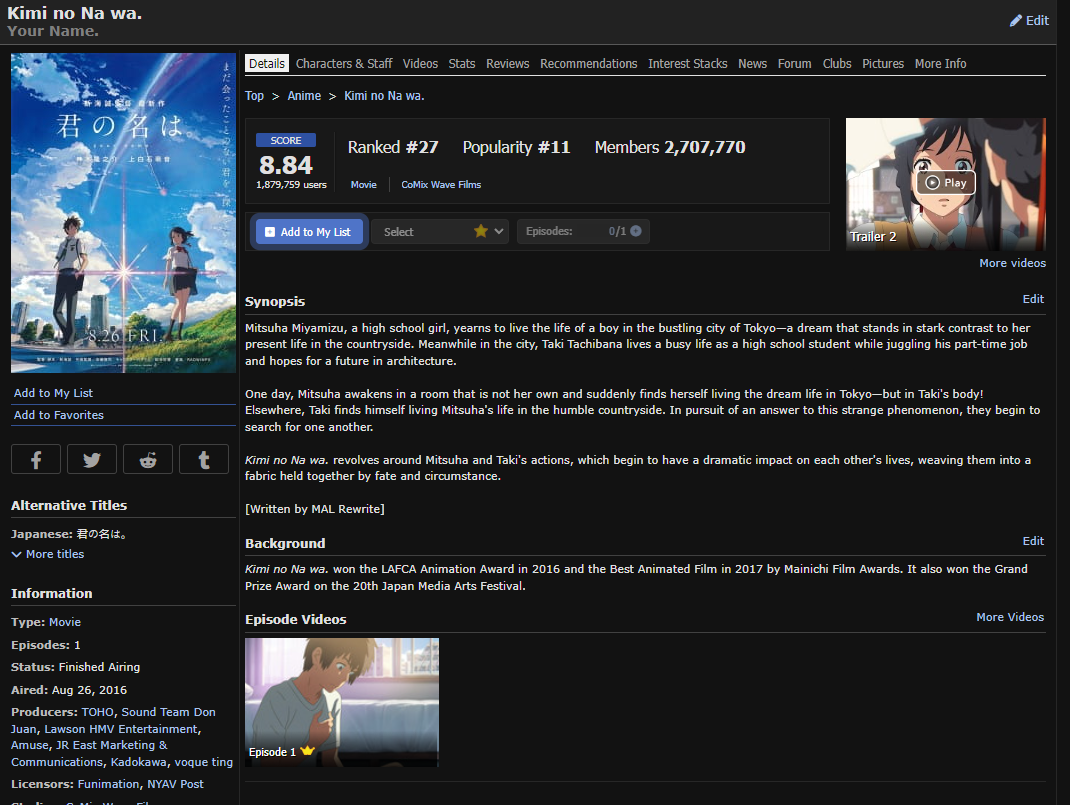 Kimi no Na wa.
Your Name.
Edit
まだ会ったことのない君を、探
新海誠 監督 最新作
君の名は。
神木隆之介 上白石萌音
8.26 FRI.
Add to My List
Add to Favorites
Alternative Titles
Japanese: 君の名は。
More titles
Information
Type: Movie
Episodes: 1
Status: Finished Airing
Aired: Aug 26, 2016
Producers: TOHO, Sound Team Don
Juan, Lawson HMV Entertainment,
Amuse, JR East Marketing &
Communications, Kadokawa, voque ting
Licensors: Funimation, NYAV Post
Details Characters & Staff Videos Stats Reviews Recommendations Interest Stacks News Forum Clubs Pictures More Info
Top > Anime > Kimi no Na wa.
SCORE
8.84
1,879,759 users
Ranked #27 Popularity #11 Members 2,707,770
Movie CoMix Wave Films
Add to My List Select Episodes: 0/1
Play
Trailer 2
More videos
Synopsis
Edit
Mitsuha Miyamizu, a high school girl, yearns to live the life of a boy in the bustling city of Tokyo—a dream that stands in stark contrast to her
present life in the countryside. Meanwhile in the city, Taki Tachibana lives a busy life as a high school student while juggling his part-time job
and hopes for a future in architecture.
One day, Mitsuha awakens in a room that is not her own and suddenly finds herself living the dream life in Tokyo—but in Taki's body!
Elsewhere, Taki finds himself living Mitsuha's life in the humble countryside. In pursuit of an answer to this strange phenomenon, they begin to
search for one another.
Kimi no Na wa. revolves around Mitsuha and Taki's actions, which begin to have a dramatic impact on each other's lives, weaving them into a
fabric held together by fate and circumstance.
[Written by MAL Rewrite]
Background
Edit
Kimi no Na wa. won the LAFCA Animation Award in 2016 and the Best Animated Film in 2017 by Mainichi Film Awards. It also won the Grand
Prize Award on the 20th Japan Media Arts Festival.
Episode Videos
More Videos
Episode 1